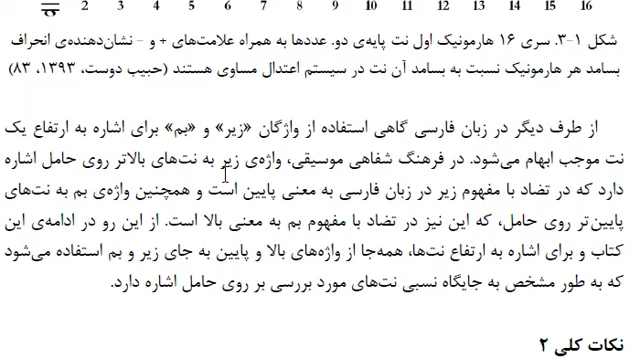 2 3 4 5 6 7 8 9 10 11 12 13 14 15 16
شکل ۱-۳. سری ۱۶ هارمونیک اول نت پایه‌ی دو. عددها به همراه علامت‌های + و - نشان‌دهنده‌ی انحراف
بسامد هر هارمونیک نسبت به بسامد آن نت در سیستم اعتدال مساوی هستند (حبیب دوست، ۱۳۹۳، ۸۳)
از طرف دیگر در زبان فارسی گاهی استفاده از واژگان «زیر» و «بم» برای اشاره به ارتفاع یک
نت موجب ابهام می‌شود. در فرهنگ شفاهی موسیقی، واژه‌ی زیر به نت‌های بالاتر روی حامل اشاره
دارد که در تضاد با مفهوم زیر در زبان فارسی به معنی پایین است و همچنین واژه‌ی بم به نت‌های
پایین‌تر روی حامل، که این نیز در تضاد با مفهوم بم به معنی بالا است. از این رو در ادامه‌ی این
کتاب و برای اشاره به ارتفاع نت‌ها، همه‌جا از واژه‌های بالا و پایین به جای زیر و بم استفاده می‌شود
که به طور مشخص به جایگاه نسبی نت‌های مورد بررسی بر روی حامل اشاره دارد.
نکات کلی ۲